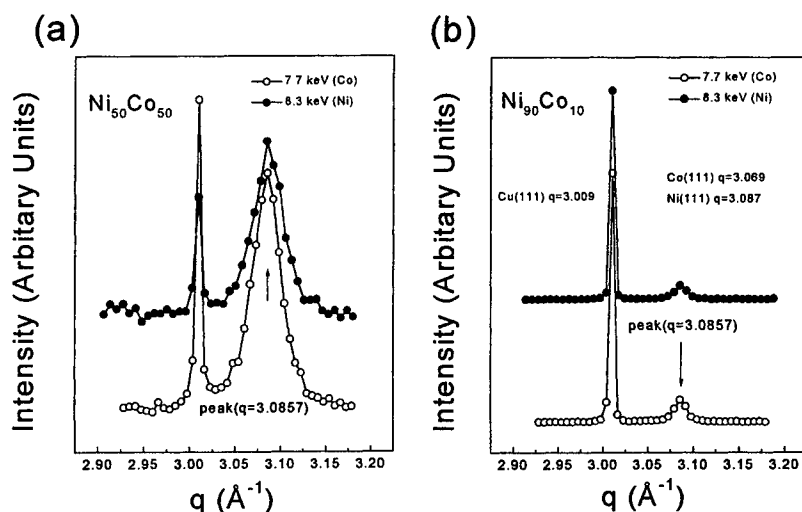 (a)
Ni50Co50
7.7 keV (Co)
8.3 keV (Ni)
peak(q=3.0857)
Intensity (Arbitary Units)
2.90 2.95 3.00 3.05 3.10 3.15 3.20
q (Å-1)
(b)
Ni90Co10
7.7 keV (Co)
8.3 keV (Ni)
Cu(111) q=3.009
Co(111) q=3.069
Ni(111) q=3.087
peak(q=3.0857)
Intensity (Arbitary Units)
2.90 2.95 3.00 3.05 3.10 3.15 3.20
q (Å-1)